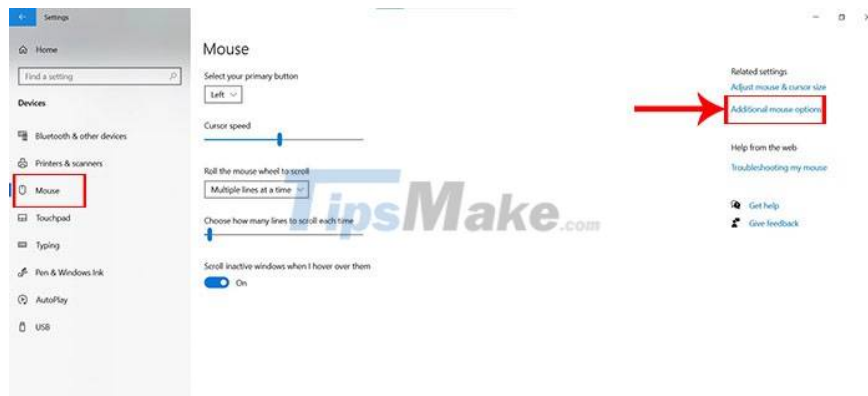 Settings
Home
Find a setting
Devices
Bluetooth & other devices
Printers & scanners
Mouse
Touchpad
Typing
Pen & Windows Ink
AutoPlay
USB
Mouse
Select your primary button
Left
Cursor speed
Roll the mouse wheel to scroll
Multiple lines at a time
Choose how many lines to scroll each time
Scroll inactive windows when I hover over them
On
TipsMake.com
Related settings
Adjust mouse & cursor size
Additional mouse options
Help from the web
Troubleshooting my mouse
Get help
Give feedback